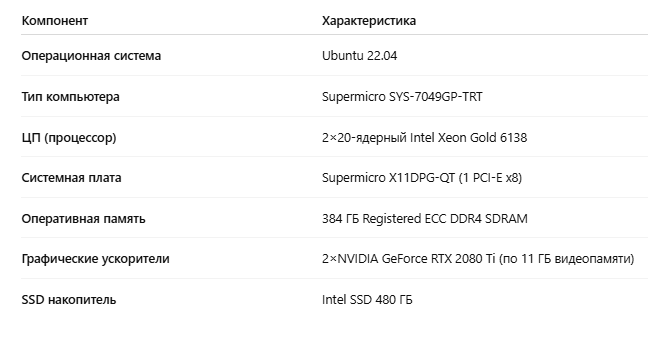 Компонент Характеристика
Операционная система Ubuntu 22.04
Тип компьютера Supermicro SYS-7049GP-TRT
ЦП (процессор) 2×20-ядерный Intel Xeon Gold 6138
Системная плата Supermicro X11DPG-QT (1 PCI-E x8)
Оперативная память 384 ГБ Registered ECC DDR4 SDRAM
Графические ускорители 2×NVIDIA GeForce RTX 2080 Ti (по 11 ГБ видеопамяти)
SSD накопитель Intel SSD 480 ГБ